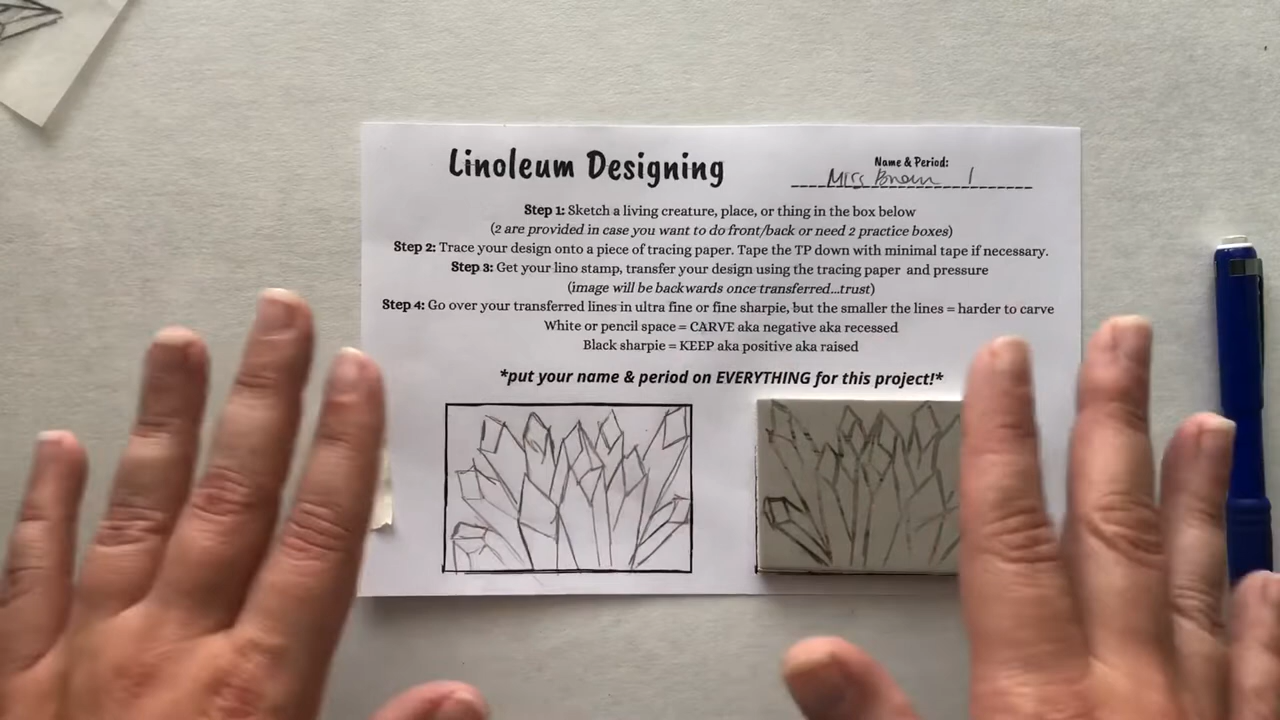 Linoleum Designing
Name & Period:
Miss Brown 1
Step 1: Sketch a living creature, place, or thing in the box below
(2 are provided in case you want to do front/back or need 2 practice boxes)
Step 2: Trace your design onto a piece of tracing paper. Tape the TP down with minimal tape if necessary.
Step 3: Get your lino stamp, transfer your design using the tracing paper and pressure
(image will be backwards once transferred...trust)
Step 4: Go over your transferred lines in ultra fine or fine sharpie, but the smaller the lines = harder to carve
White or pencil space = CARVE aka negative aka recessed
Black sharpie = KEEP aka positive aka raised
*put your name & period on EVERYTHING for this project!*